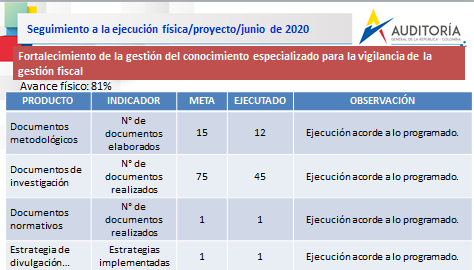 Seguimiento a la ejecución física/proyecto/junio de 2020
AUDITORÍA
GENERAL DE LA REPÚBLICA - COLOMBIA
Fortalecimiento de la gestión del conocimiento especializado para la vigilancia de la
gestión fiscal
Avance físico: 81%
PRODUCTO INDICADOR META EJECUTADO OBSERVACIÓN
Documentos
metodológicos
N° de
documentos
elaborados
15 12 Ejecución acorde a lo programado.
Documentos de
investigación
N° de
documentos
realizados
75 45 Ejecución acorde a lo programado.
Documentos
normativos
N° de
documentos
realizados
1 1 Ejecución acorde a lo programado.
Estrategia de
divulgación...
Estrategias
implementadas
1 1 Ejecución acorde a lo programado.